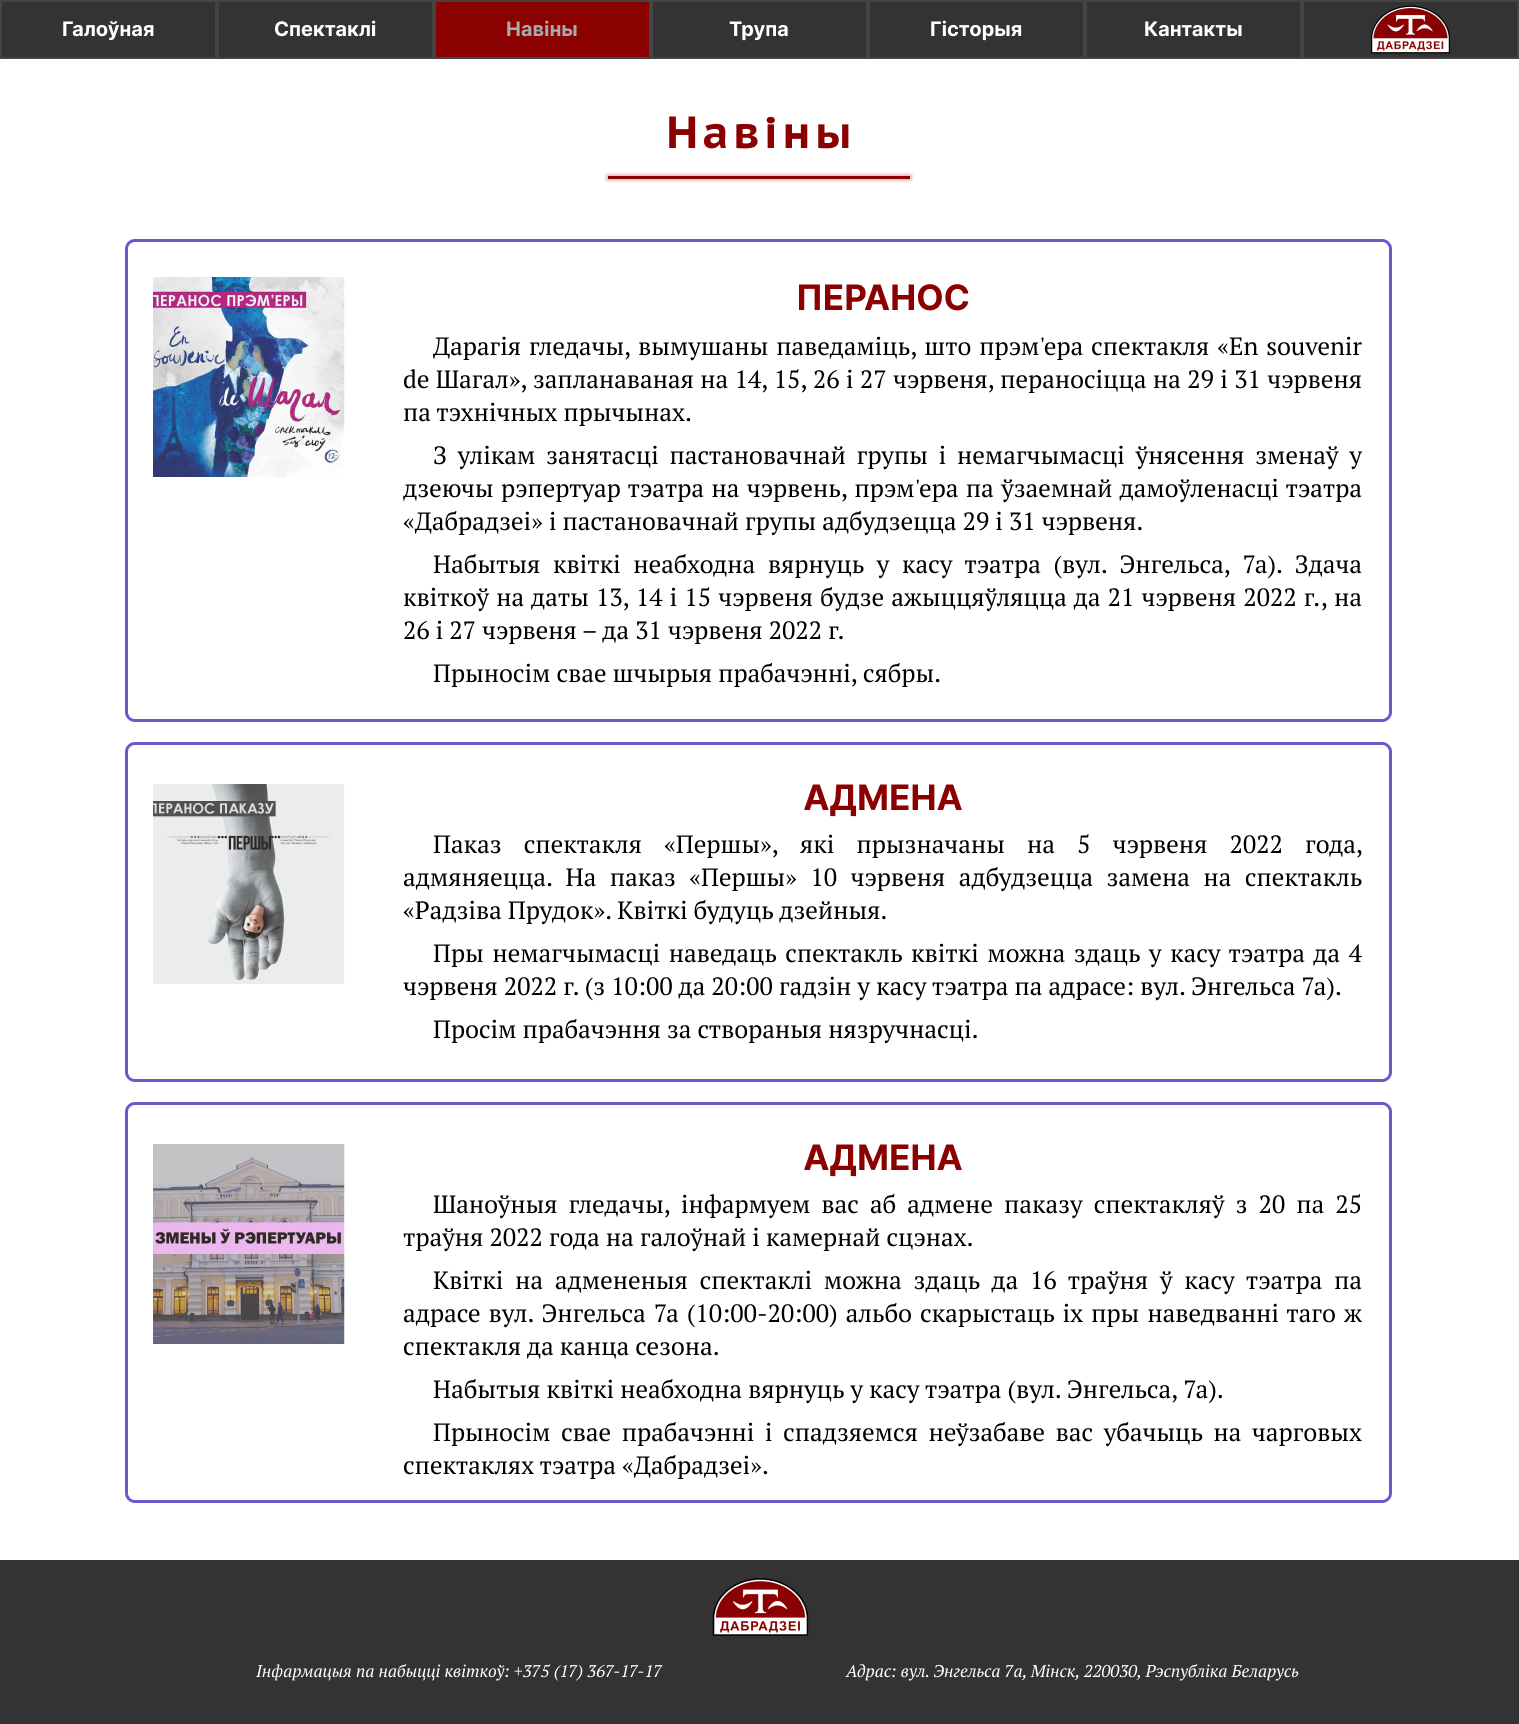 Галоўная
Спектаклі
Навіны
Трупа
Гісторыя
Кантакты
ДАБРАДЗЕІ
Навіны
ПЕРАНОС ПРЭМ'ЕРЫ
En
souvenir
de Шагал
спектакль
без слоў
12+
ПЕРАНОС
Дарагія гледачы, вымушаны паведаміць, што прэм'ера спектакля «En souvenir
de Шагал», запланаваная на 14, 15, 26 і 27 чэрвеня, пераносіцца на 29 і 31 чэрвеня
па тэхнічных прычынах.
З улікам занятасці пастановачнай групы і немагчымасці ўнясення зменаў у
дзеючы рэпертуар тэатра на чэрвень, прэм'ера па ўзаемнай дамоўленасці тэатра
«Дабрадзеі» і пастановачнай групы адбудзецца 29 і 31 чэрвеня.
Набытыя квіткі неабходна вярнуць у касу тэатра (вул. Энгельса, 7а). Здача
квіткоў на даты 13, 14 і 15 чэрвеня будзе ажыццяўляцца да 21 чэрвеня 2022 г., на
26 і 27 чэрвеня – да 31 чэрвеня 2022 г.
Прыносім свае шчырыя прабачэнні, сябры.
ПЕРАНОС ПАКАЗУ
ПЕРШЫ
АДМЕНА
Паказ спектакля «Першы», які прызначаны на 5 чэрвеня 2022 года,
адмяняецца. На паказ «Першы» 10 чэрвеня адбудзецца замена на спектакль
«Радзіва Прудок». Квіткі будуць дзейныя.
Пры немагчымасці наведаць спектакль квіткі можна здаць у касу тэатра да 4
чэрвеня 2022 г. (з 10:00 да 20:00 гадзін у касу тэатра па адрасе: вул. Энгельса 7а).
Просім прабачэння за створаныя нязручнасці.
ЗМЕНЫ Ў РЭПЕРТУАРЫ
АДМЕНА
Шаноўныя гледачы, інфармуем вас аб адмене паказу спектакляў з 20 па 25
траўня 2022 года на галоўнай і камернай сцэнах.
Квіткі на адмененыя спектаклі можна здаць да 16 траўня ў касу тэатра па
адрасе вул. Энгельса 7а (10:00-20:00) альбо скарыстаць іх пры наведванні таго ж
спектакля да канца сезона.
Набытыя квіткі неабходна вярнуць у касу тэатра (вул. Энгельса, 7а).
Прыносім свае прабачэнні і спадзяемся неўзабаве вас убачыць на чарговых
спектаклях тэатра «Дабрадзеі».
ДАБРАДЗЕІ
Інфармацыя па набыцці квіткоў: +375 (17) 367-17-17
Адрас: вул. Энгельса 7а, Мінск, 220030, Рэспубліка Беларусь